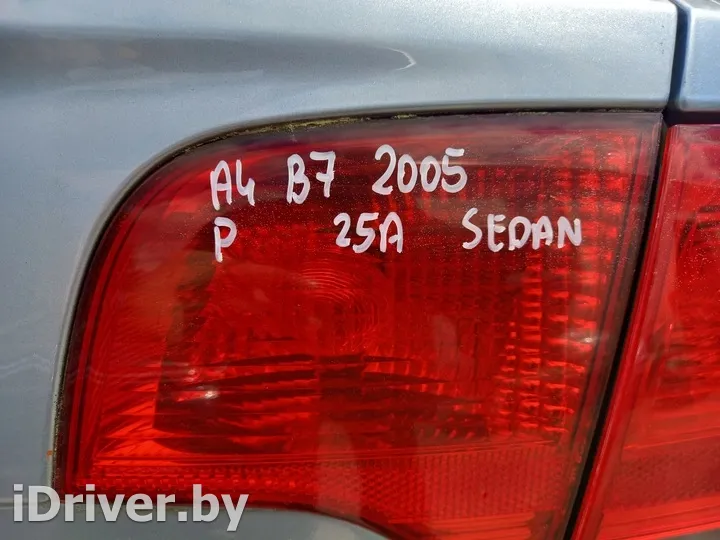 A4 B7 2005
P 25A SEDAN
iDriver.by